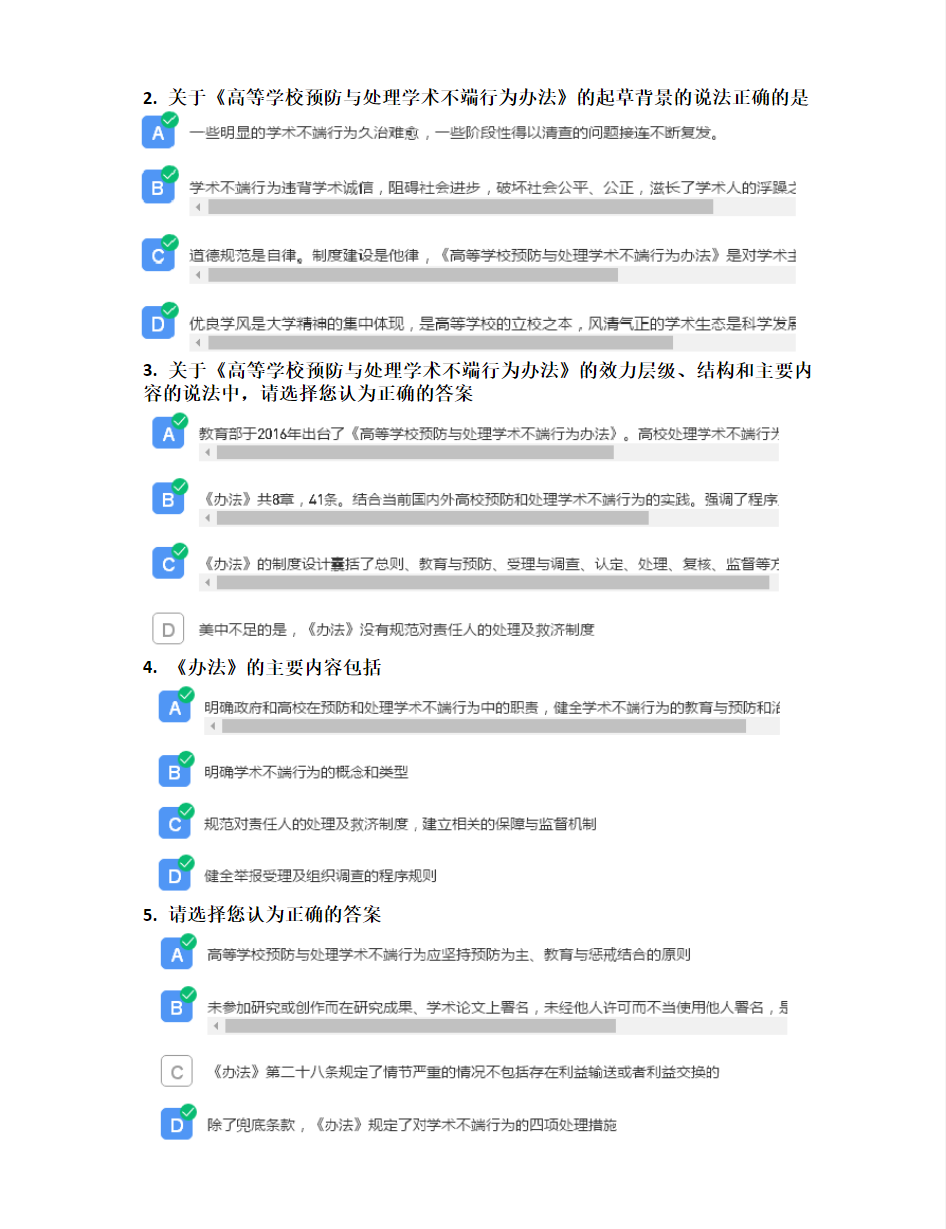 2. 关于《高等学校预防与处理学术不端行为办法》的起草背景的说法正确的是
A 一些明显的学术不端行为久治难愈，一些阶段性得以清查的问题接连不断复发。
B 学术不端行为违背学术诚信，阻碍社会进步，破坏社会公平、公正，滋长了学术人的浮躁之
C 道德规范是自律。制度建设是他律，《高等学校预防与处理学术不端行为办法》是对学术主
D 优良学风是大学精神的集中体现，是高等学校的立校之本，风清气正的学术生态是科学发展
3. 关于《高等学校预防与处理学术不端行为办法》的效力层级、结构和主要内
容的说法中，请选择您认为正确的答案
A 教育部于2016年出台了《高等学校预防与处理学术不端行为办法》。高校处理学术不端行为
B 《办法》共8章，41条。结合当前国内外高校预防和处理学术不端行为的实践。强调了程序
C 《办法》的制度设计囊括了总则、教育与预防、受理与调查、认定、处理、复核、监督等方
D 美中不足的是，《办法》没有规范对责任人的处理及救济制度
4. 《办法》的主要内容包括
A 明确政府和高校在预防和处理学术不端行为中的职责，健全学术不端行为的教育与预防和治
B 明确学术不端行为的概念和类型
C 规范对责任人的处理及救济制度，建立相关的保障与监督机制
D 健全举报受理及组织调查的程序规则
5. 请选择您认为正确的答案
A 高等学校预防与处理学术不端行为应坚持预防为主、教育与惩戒结合的原则
B 未参加研究或创作而在研究成果、学术论文上署名，未经他人许可而不当使用他人署名，是
C 《办法》第二十八条规定了情节严重的情况不包括存在利益输送或者利益交换的
D 除了兜底条款，《办法》规定了对学术不端行为的四项处理措施